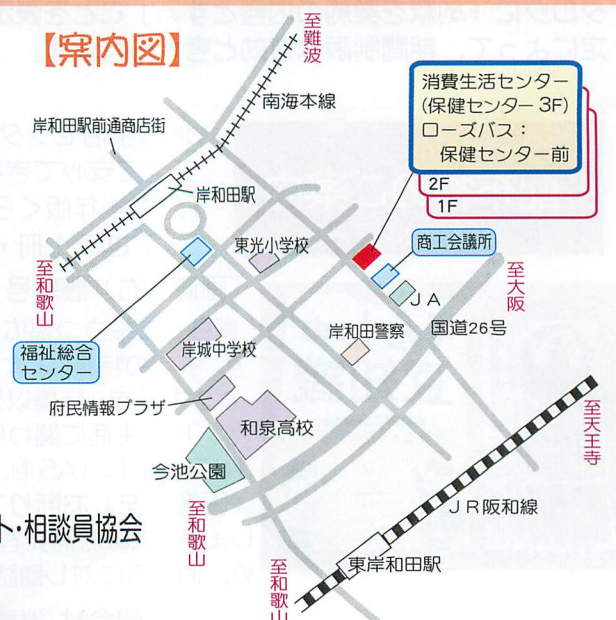 【案内図】
至難波
南海本線
岸和田駅前通商店街
岸和田駅
消費生活センター
(保健センター3F)
ローズバス：
保健センター前
2F
1F
東光小学校
商工会議所
至和歌山
至大阪
JA
岸和田警察
国道26号
福祉総合
センター
岸城中学校
府民情報プラザ
和泉高校
至天王寺
今池公園
ト・相談員協会
至和歌山
JR阪和線
東岸和田駅
至和歌山